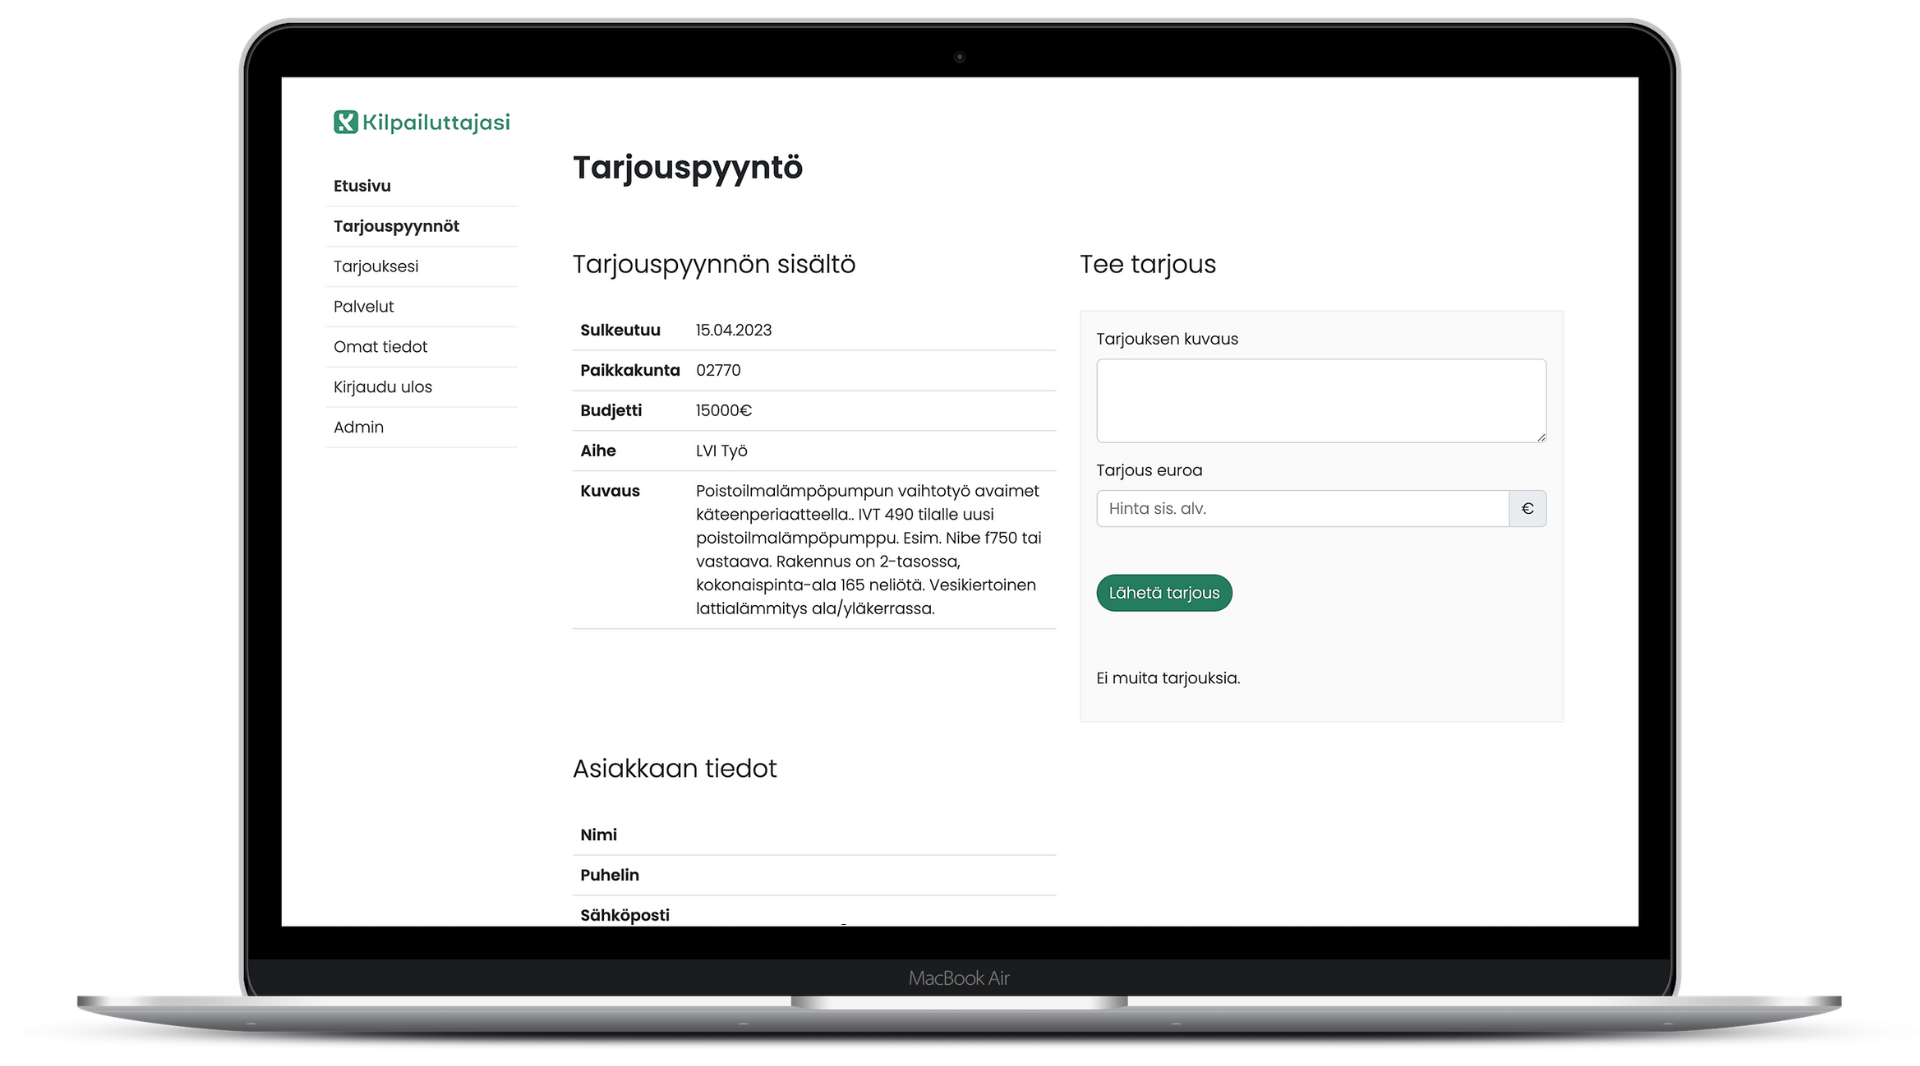 Kilpailuttajasi
Etusivu
Tarjouspyynnöt
Tarjouksesi
Palvelut
Omat tiedot
Kirjaudu ulos
Admin
Tarjouspyyntö
Tarjouspyynnön sisältö
Sulkeutuu 15.04.2023
Paikkakunta 02770
Budjetti 15000€
Aihe LVI Työ
Kuvaus Poistoilmalämpöpumpun vaihtotyö avaimet
käteenperiaatteella.. IVT 490 tilalle uusi
poistoilmalämpöpumppu. Esim. Nibe f750 tai
vastaava. Rakennus on 2-tasossa,
kokonaispinta-ala 165 neliötä. Vesikiertoinen
lattialämmitys ala/yläkerrassa.
Tee tarjous
Tarjouksen kuvaus
Tarjous euroa
Hinta sis. alv. €
Lähetä tarjous
Ei muita tarjouksia.
Asiakkaan tiedot
Nimi
Puhelin
Sähköposti
MacBook Air